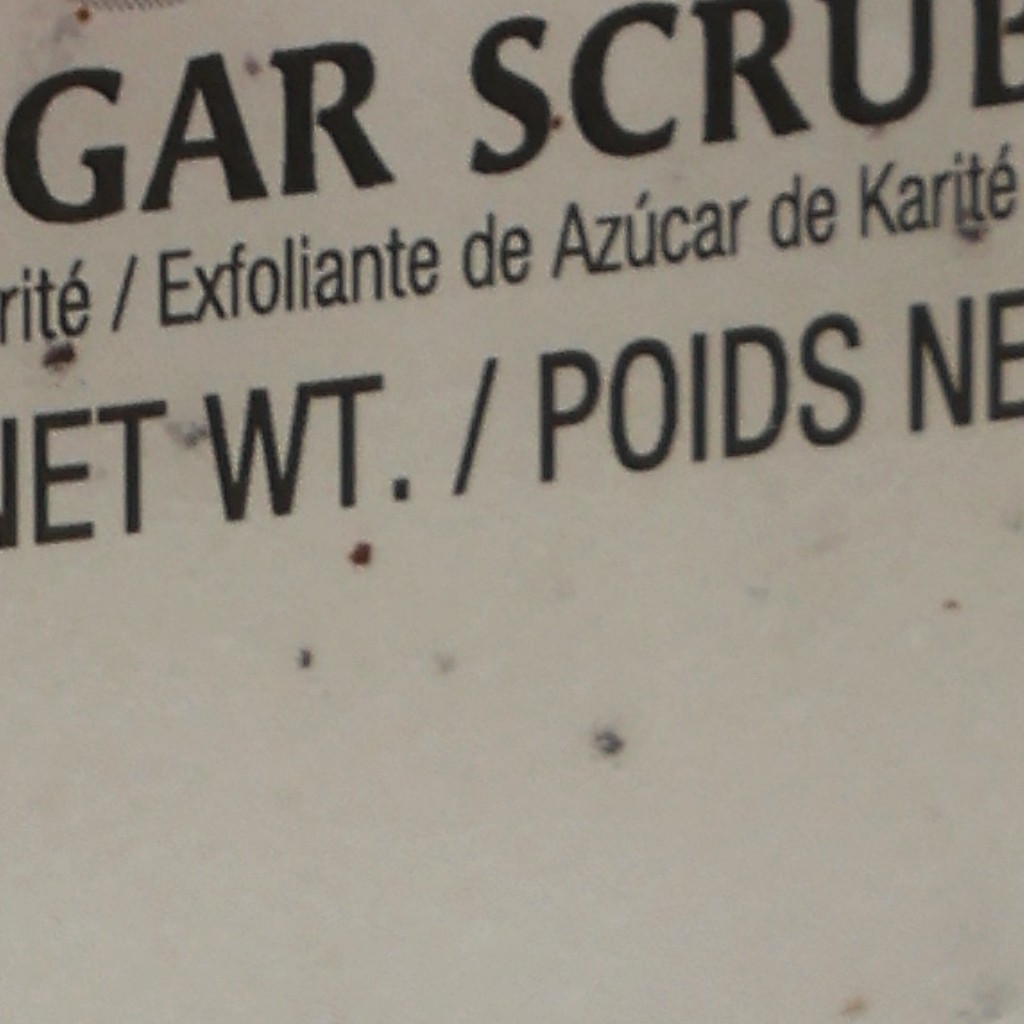 GAR SCRUB
rité / Exfoliante de Azúcar de Karité
NET WT. / POIDS NE